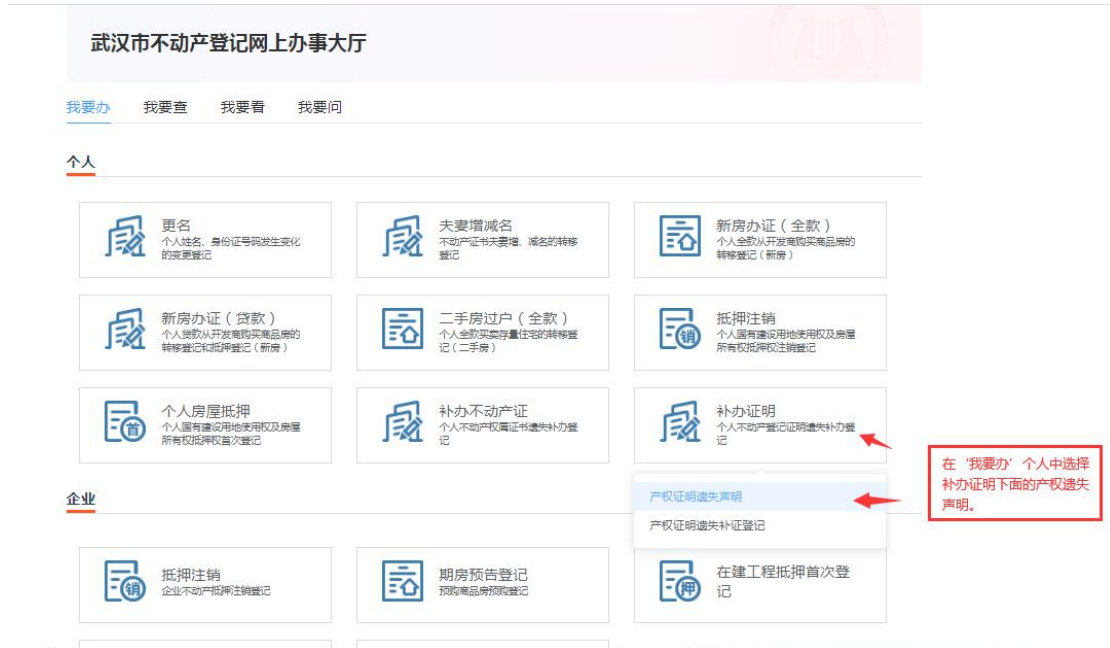 武汉市不动产登记网上办事大厅
我要办 我要查 我要看 我要问
个人
更名
个人姓名、身份证号码发生变化
的变更登记
夫妻增减名
不动产证书夫妻增、减名的转移
登记
新房办证（全款）
个人全款从开发商购买商品房的
转移登记（新房）
新房办证（贷款）
个人贷款从开发商购买商品房的
转移登记和抵押登记（新房）
二手房过户（全款）
个人全款买卖存量住宅的转移登
记（二手房）
销
抵押注销
个人国有建设用地使用权及房屋
所有权抵押权注销登记
首
个人房屋抵押
个人国有建设用地使用权及房屋
所有权抵押权首次登记
补办不动产证
个人不动产权属证书遗失补办登
记
补办证明
个人不动产登记证明遗失补办登
记
产权证明遗失声明
产权证明遗失补证登记
在‘我要办’个人中选择
补办证明下面的产权遗失
声明。
企业
销
抵押注销
企业不动产抵押注销登记
期房预告登记
预购商品房预购登记
押
在建工程抵押首次登
记